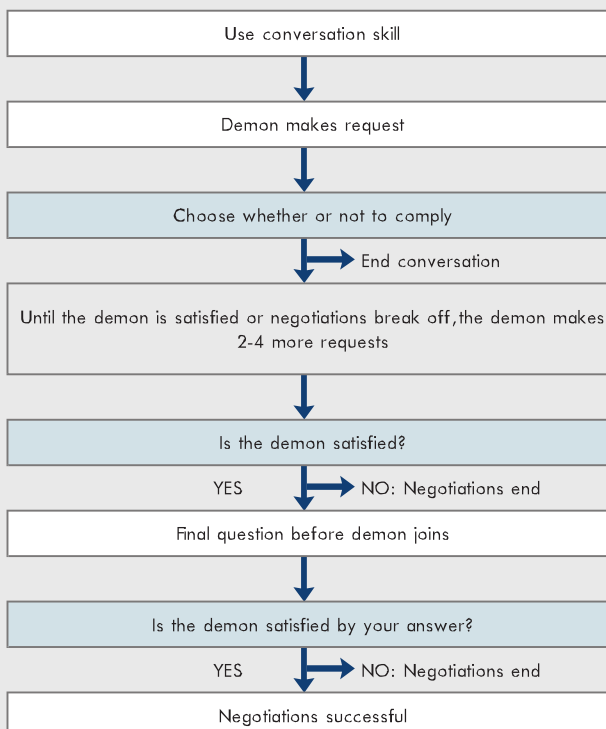 Use conversation skill
Demon makes request
Choose whether or not to comply
End conversation
Until the demon is satisfied or negotiations break off,the demon makes
2-4 more requests
Is the demon satisfied?
YES
NO: Negotiations end
Final question before demon joins
Is the demon satisfied by your answer?
YES
NO: Negotiations end
Negotiations successful